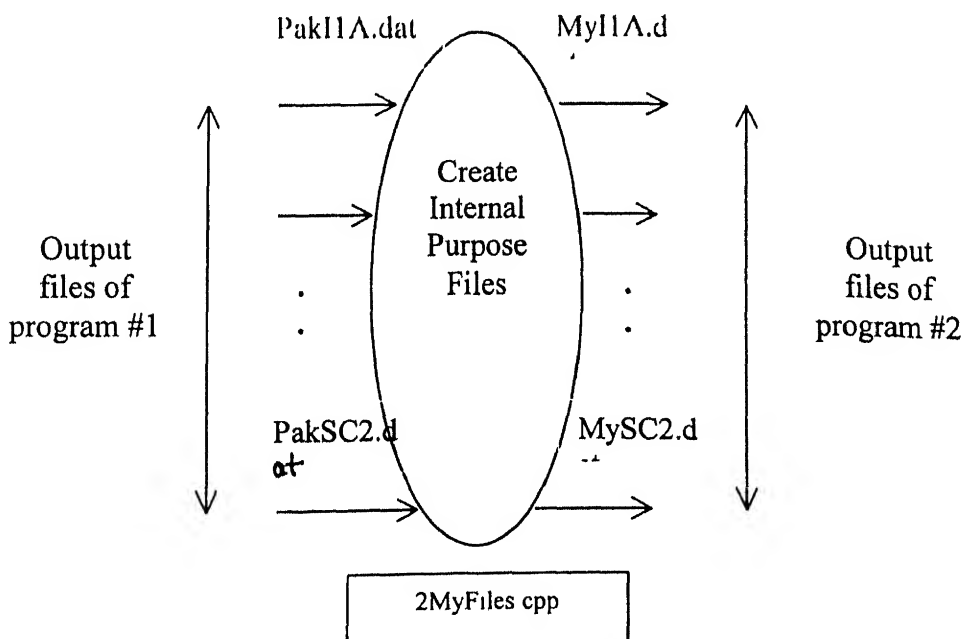 PakI1A.dat
MyI1A.d
Create
Internal
Purpose
Files
Output
files of
program #1
Output
files of
program #2
PakSC2.d
at
MySC2.d
2MyFiles cpp